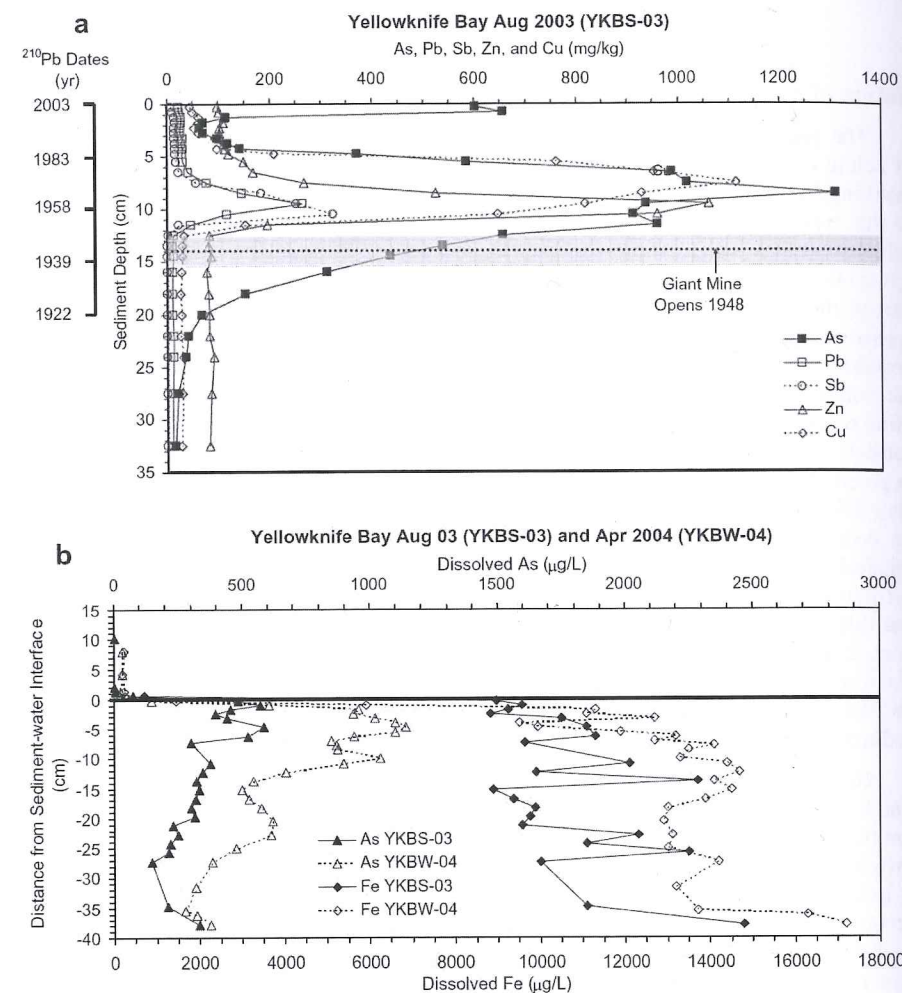 a
Yellowknife Bay Aug 2003 (YKBS-03)
As, Pb, Sb, Zn, and Cu (mg/kg)
210Pb Dates
(yr)
0 200 400 600 800 1000 1200 1400
2003
1983
1958
1939
1922
Sediment Depth (cm)
0
5
10
15
20
25
30
35
Giant Mine
Opens 1948
As
Pb
Sb
Zn
Cu
b
Yellowknife Bay Aug 03 (YKBS-03) and Apr 2004 (YKBW-04)
Dissolved As (µg/L)
0 500 1000 1500 2000 2500 3000
Distance from Sediment-water Interface
(cm)
15
10
5
0
-5
-10
-15
-20
-25
-30
-35
-40
As YKBS-03
As YKBW-04
Fe YKBS-03
Fe YKBW-04
0 2000 4000 6000 8000 10000 12000 14000 16000 18000
Dissolved Fe (µg/L)